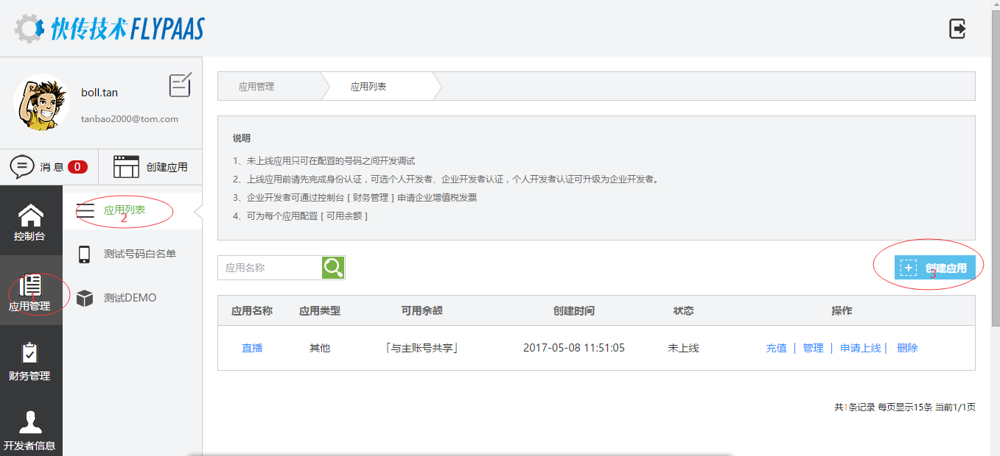 快传技术 FLYPAAS
boll.tan
tanbao2000@tom.com
消 息 0
创建应用
控制台
1
应用管理
财务管理
开发者信息
应用列表
2
测试号码白名单
测试DEMO
应用管理
应用列表
说明
1、未上线应用只可在配置的号码之间开发调试
2、上线应用前请先完成身份认证，可选个人开发者、企业开发者认证，个人开发者认证可升级为企业开发者。
3、企业开发者可通过控制台 [ 财务管理 ] 申请企业增值税发票
4、可为每个应用配置 [ 可用余额 ]
应用名称
创建应用
3
应用名称 应用类型 可用余额 创建时间 状态 操作
直播 其他 「与主账号共享」 2017-05-08 11:51:05 未上线 充值 | 管理 | 申请上线 | 删除
共1条记录 每页显示15条 当前1/1页